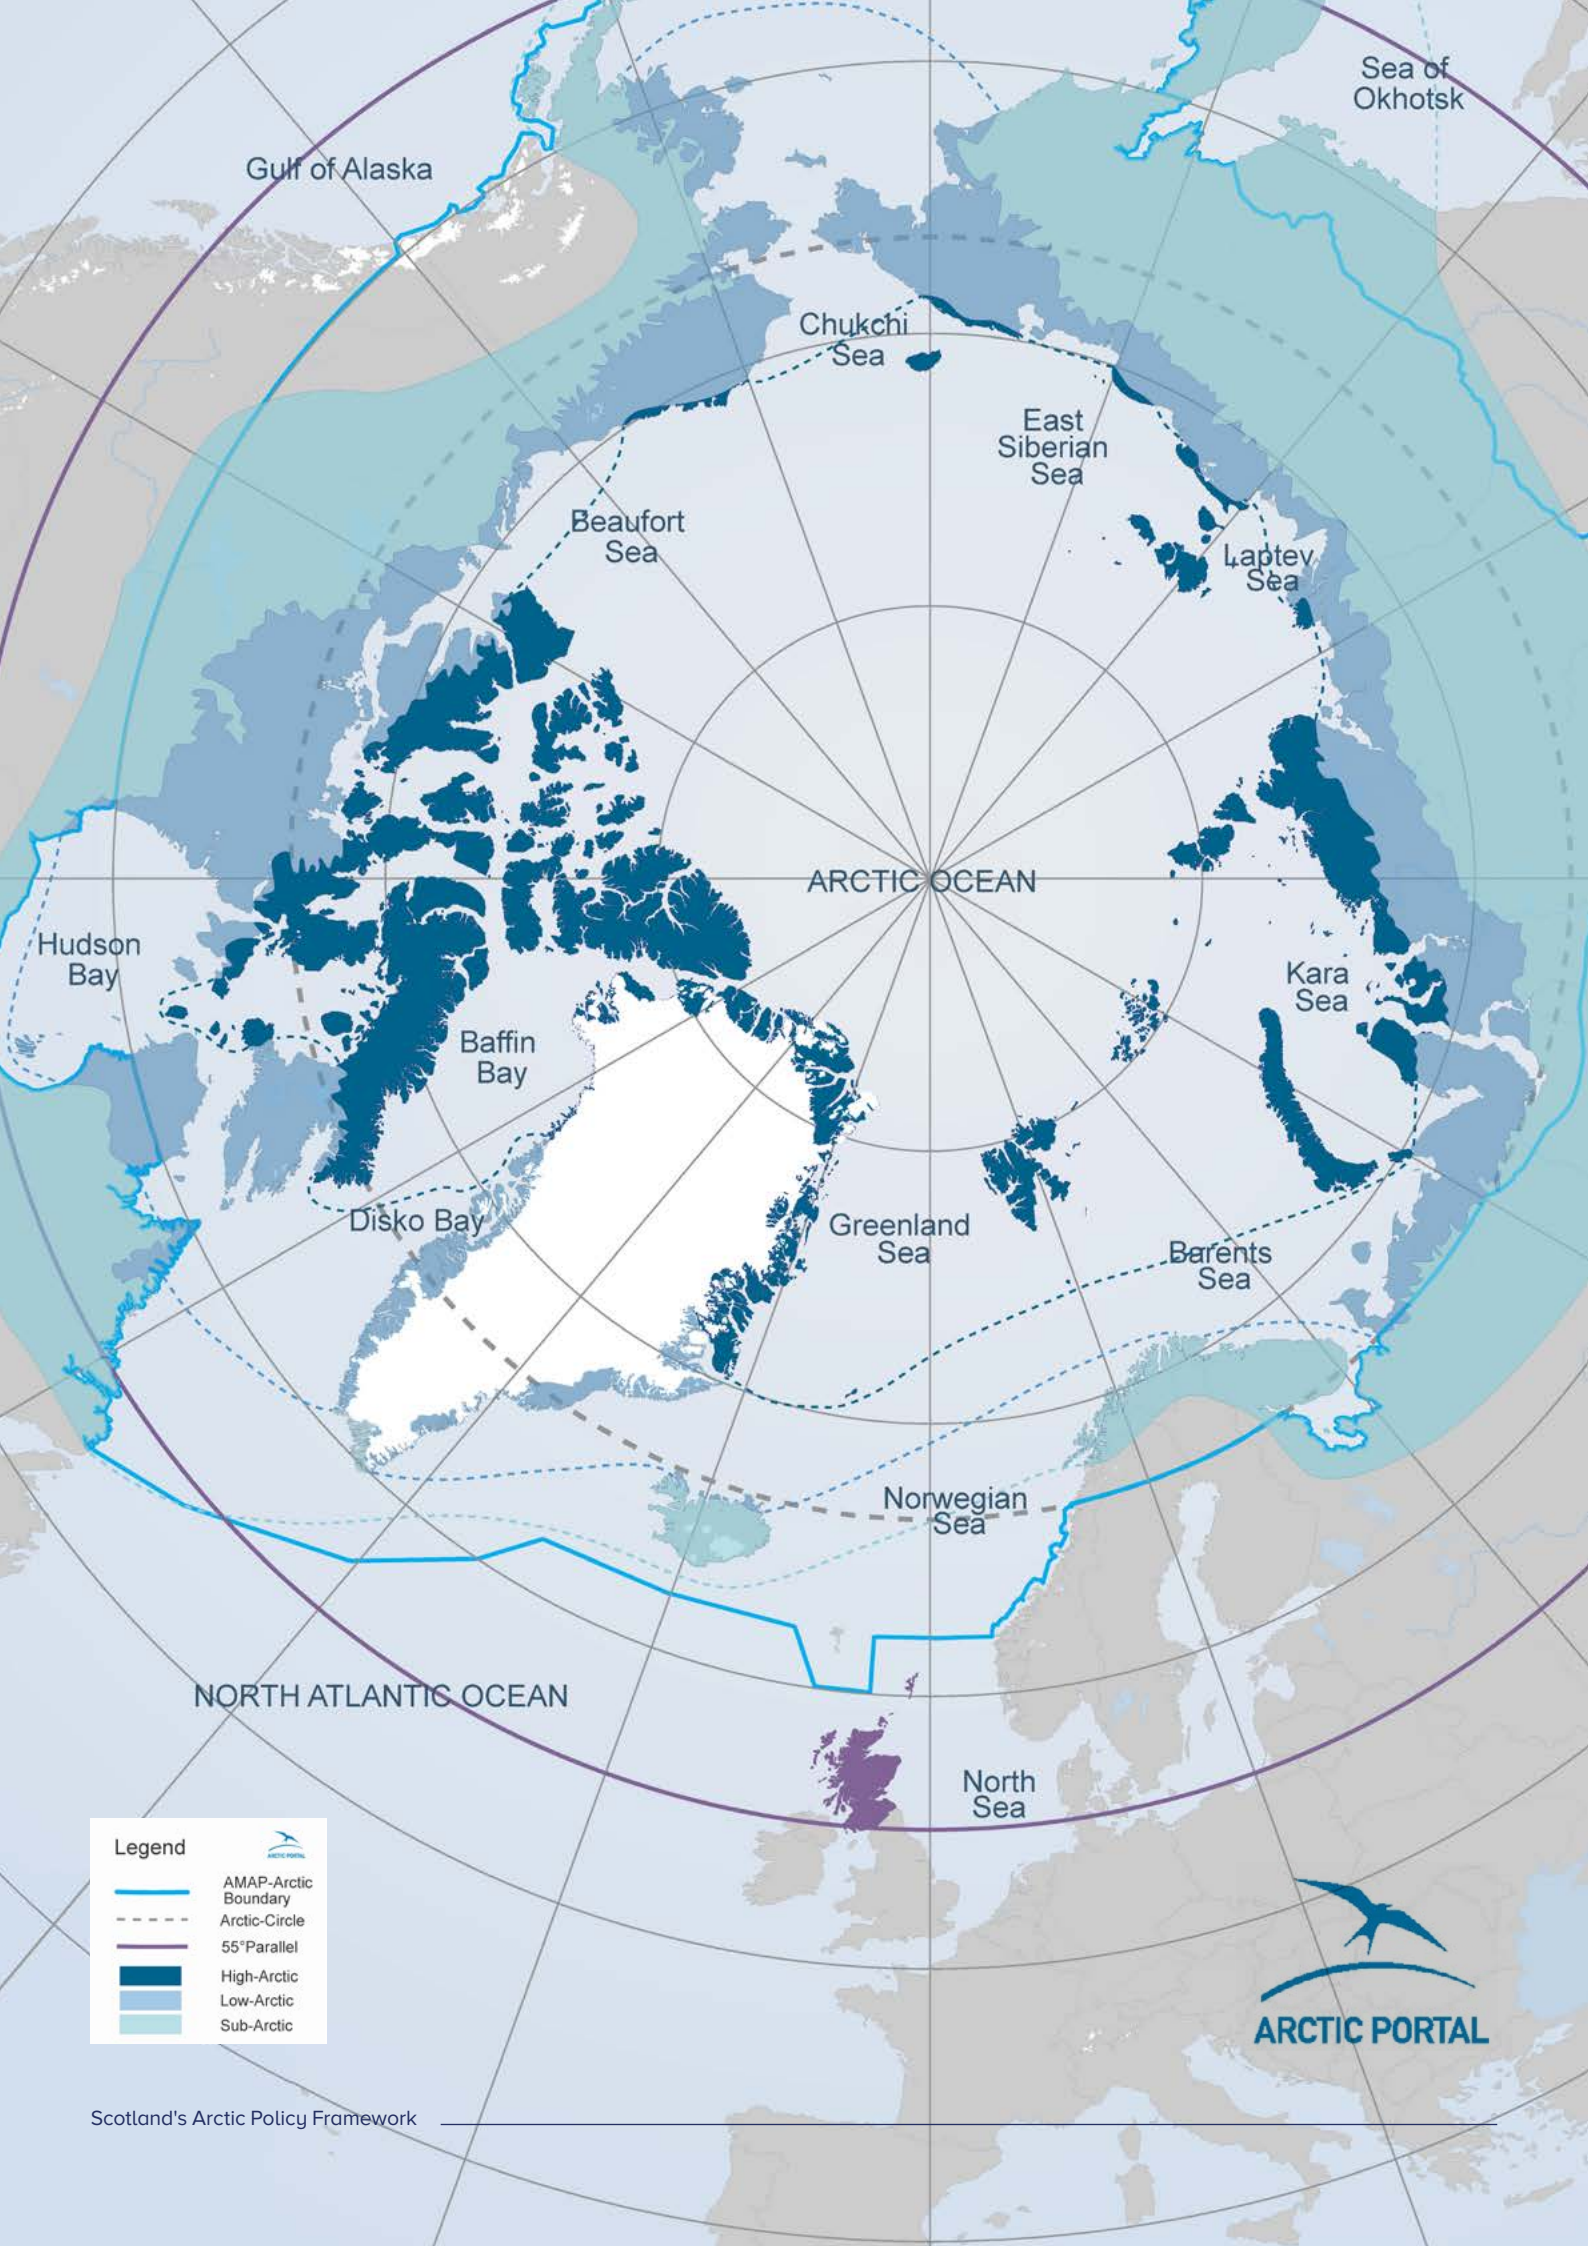 Sea of
Okhotsk
Gulf of Alaska
Chukchi
Sea
East
Siberian
Sea
Beaufort
Sea
Laptev
Sea
ARCTIC OCEAN
Hudson
Bay
Kara
Sea
Baffin
Bay
Disko Bay
Greenland
Sea
Barents
Sea
Norwegian
Sea
NORTH ATLANTIC OCEAN
North
Sea
Legend
ARCTIC PORTAL
AMAP-Arctic
Boundary
Arctic-Circle
55°Parallel
High-Arctic
Low-Arctic
Sub-Arctic
ARCTIC PORTAL
Scotland's Arctic Policy Framework